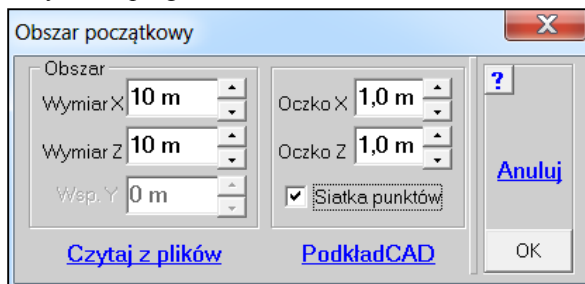 Obszar początkowy
X
Obszar
Wymiar X 10 m
Wymiar Z 10 m
Wsp. Y 0 m
Oczko X 1,0 m
Oczko Z 1,0 m
Siatka punktów
Czytaj z plików
PodkładCAD
?
Anuluj
OK